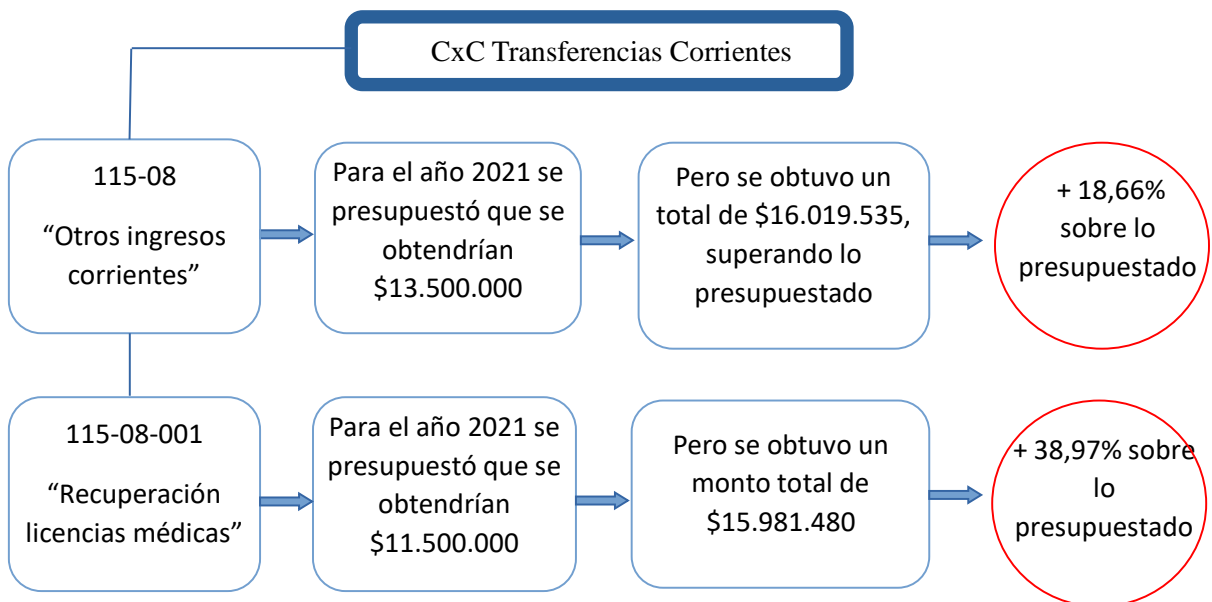 CxC Transferencias Corrientes
115-08
“Otros ingresos
corrientes”
Para el año 2021 se
presupuestó que se
obtendrían
$13.500.000
Pero se obtuvo un
total de $16.019.535,
superando lo
presupuestado
+ 18,66%
sobre lo
presupuestado
115-08-001
“Recuperación
licencias médicas”
Para el año 2021 se
presupuestó que se
obtendrían
$11.500.000
Pero se obtuvo un
monto total de
$15.981.480
+ 38,97% sobre
lo
presupuestado